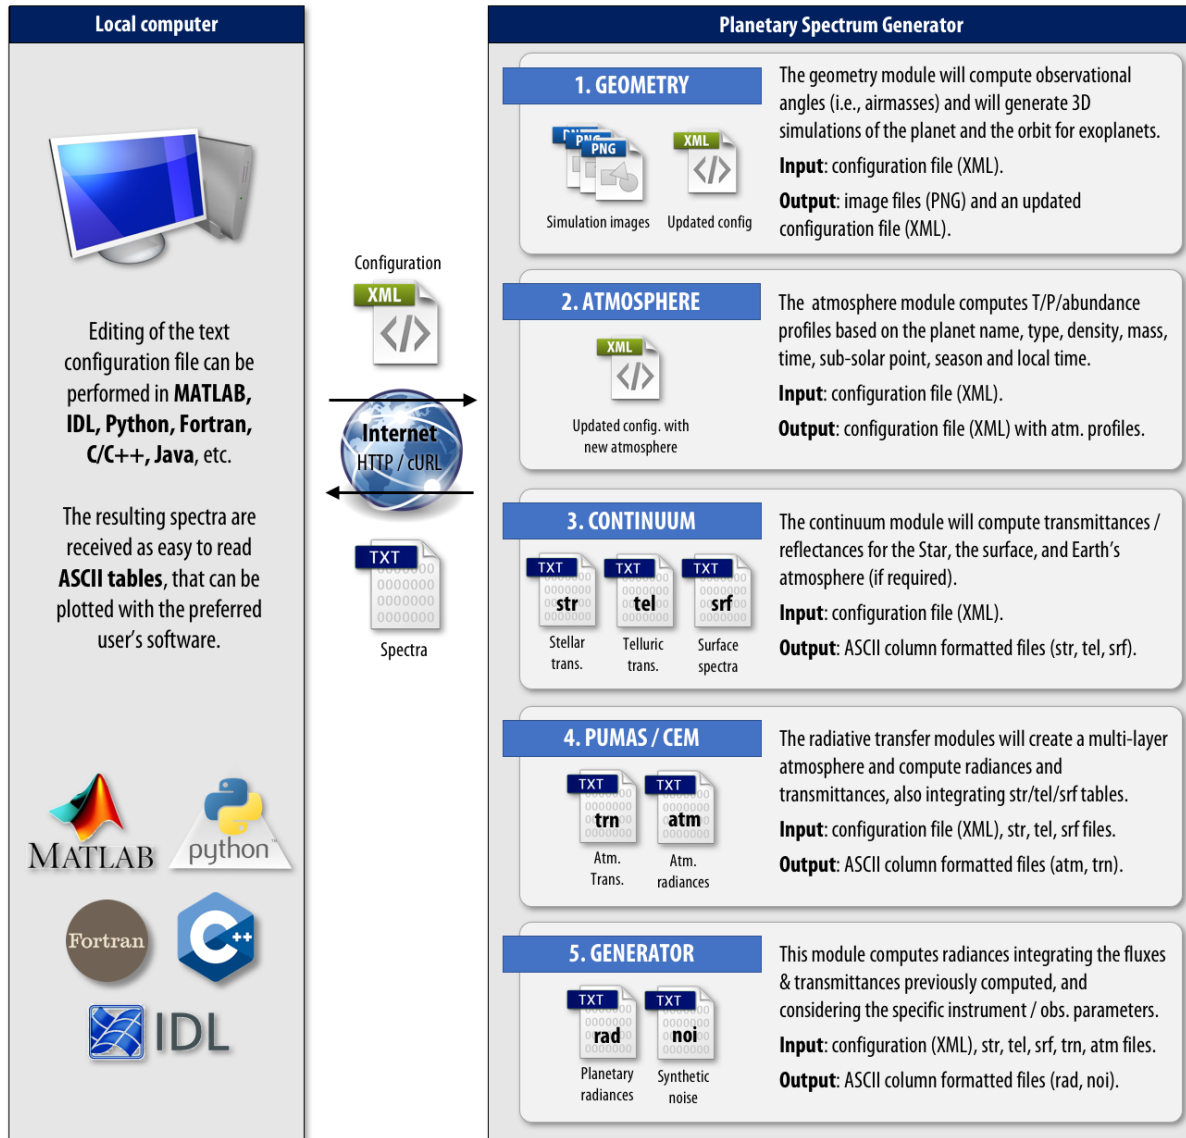 Local computer
Editing of the text
configuration file can be
performed in MATLAB,
IDL, Python, Fortran,
C/C++, Java, etc.
The resulting spectra are
received as easy to read
ASCII tables, that can be
plotted with the preferred
user's software.
MATLAB
python
Fortran
C++
IDL
Configuration
XML
Internet
HTTP / cURL
TXT
Spectra
Planetary Spectrum Generator
1. GEOMETRY
PNG
PNG
PNG
XML
Simulation images
Updated config
The geometry module will compute observational
angles (i.e., airmasses) and will generate 3D
simulations of the planet and the orbit for exoplanets.
Input: configuration file (XML).
Output: image files (PNG) and an updated
configuration file (XML).
2. ATMOSPHERE
XML
Updated config. with
new atmosphere
The atmosphere module computes T/P/abundance
profiles based on the planet name, type, density, mass,
time, sub-solar point, season and local time.
Input: configuration file (XML).
Output: configuration file (XML) with atm. profiles.
3. CONTINUUM
TXT
str
Stellar
trans.
TXT
tel
Telluric
trans.
TXT
srf
Surface
spectra
The continuum module will compute transmittances /
reflectances for the Star, the surface, and Earth's
atmosphere (if required).
Input: configuration file (XML).
Output: ASCII column formatted files (str, tel, srf).
4. PUMAS / CEM
TXT
trn
Atm.
Trans.
TXT
atm
Atm.
radiances
The radiative transfer modules will create a multi-layer
atmosphere and compute radiances and
transmittances, also integrating str/tel/srf tables.
Input: configuration file (XML), str, tel, srf files.
Output: ASCII column formatted files (atm, trn).
5. GENERATOR
TXT
rad
Planetary
radiances
TXT
noi
Synthetic
noise
This module computes radiances integrating the fluxes
& transmittances previously computed, and
considering the specific instrument / obs. parameters.
Input: configuration (XML), str, tel, srf, trn, atm files.
Output: ASCII column formatted files (rad, noi).